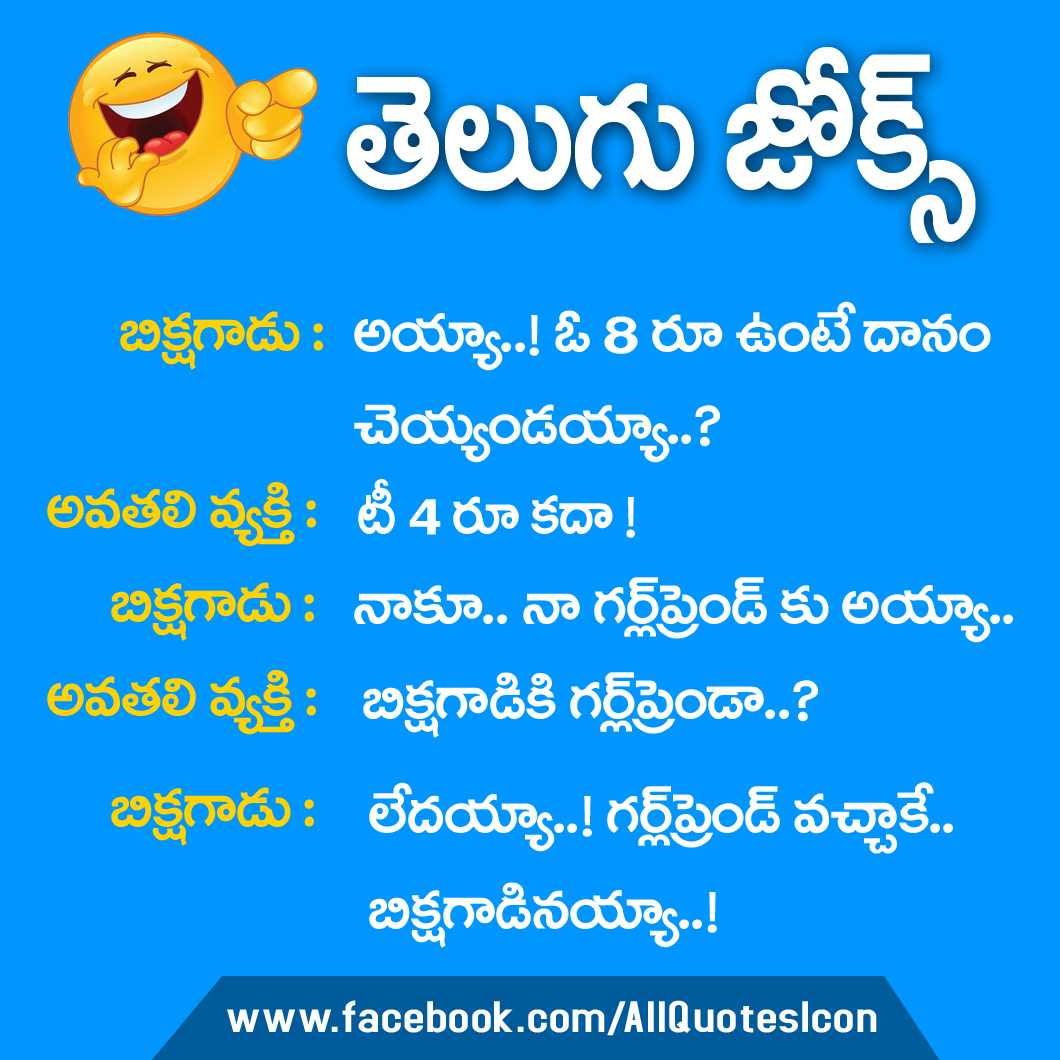 తెలుగు జోక్స్
బిక్షగాడు : అయ్యా..! ఓ 8 రూ ఉంటే దానం
చెయ్యండయ్యా..?
అవతలి వ్యక్తి : టీ 4 రూ కదా !
బిక్షగాడు : నాకూ.. నా గర్ల్‌ప్రెండ్ కు అయ్యా..
అవతలి వ్యక్తి : బిక్షగాడికి గర్ల్‌ప్రెండా..?
బిక్షగాడు : లేదయ్యా..! గర్ల్‌ప్రెండ్ వచ్చాకే..
బిక్షగాడినయ్యా..!
www.facebook.com/AllQuotesIcon